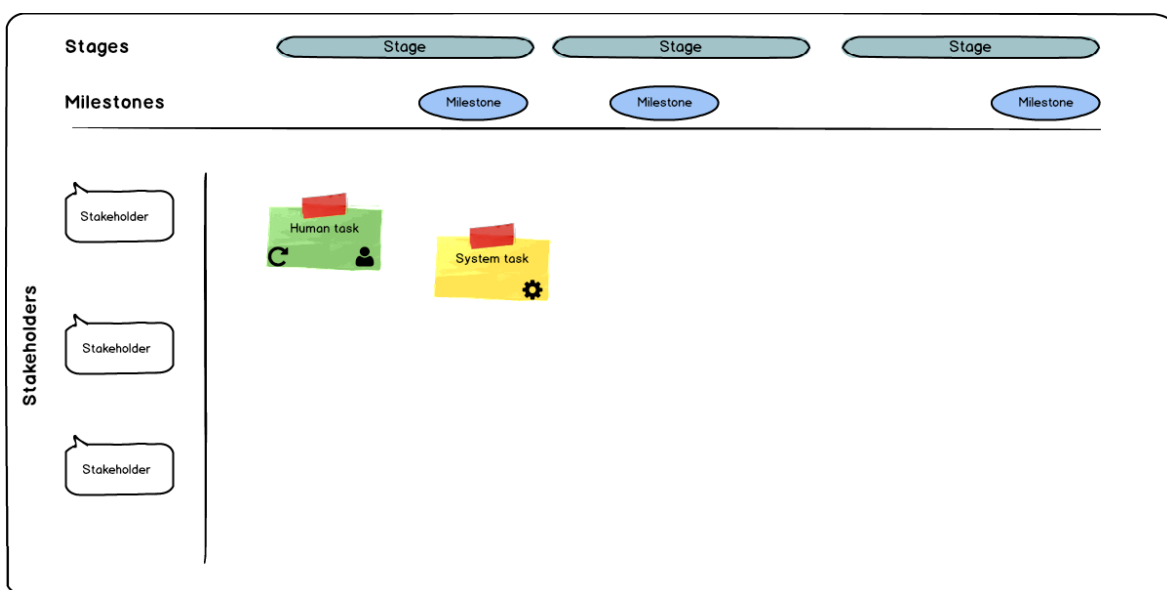 Stages
Stage
Stage
Stage
Milestones
Milestone
Milestone
Milestone
Stakeholders
Stakeholder
Human task
System task
Stakeholder
Stakeholder